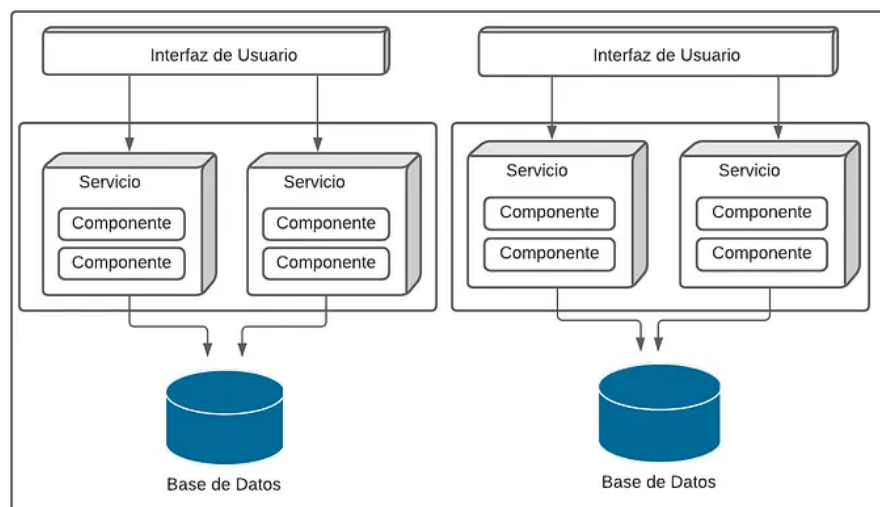 Interfaz de Usuario
Interfaz de Usuario
Servicio
Componente
Componente
Servicio
Componente
Componente
Servicio
Componente
Componente
Servicio
Componente
Componente
Base de Datos
Base de Datos